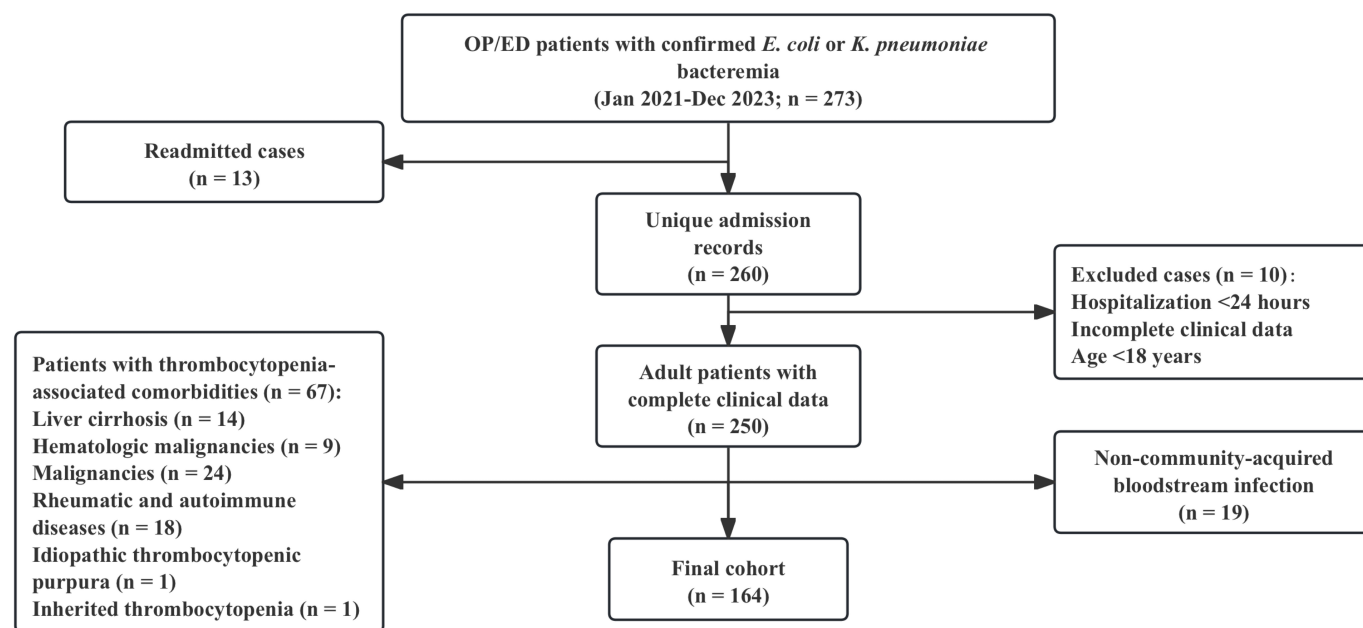 OP/ED patients with confirmed E. coli or K. pneumoniae
bacteremia
(Jan 2021-Dec 2023; n = 273)
Readmitted cases
(n = 13)
Unique admission
records
(n = 260)
Excluded cases (n = 10):
Hospitalization <24 hours
Incomplete clinical data
Age <18 years
Adult patients with
complete clinical data
(n = 250)
Patients with thrombocytopenia-
associated comorbidities (n = 67):
Liver cirrhosis (n = 14)
Hematologic malignancies (n = 9)
Malignancies (n = 24)
Rheumatic and autoimmune
diseases (n = 18)
Idiopathic thrombocytopenic
purpura (n = 1)
Inherited thrombocytopenia (n = 1)
Non-community-acquired
bloodstream infection
(n = 19)
Final cohort
(n = 164)